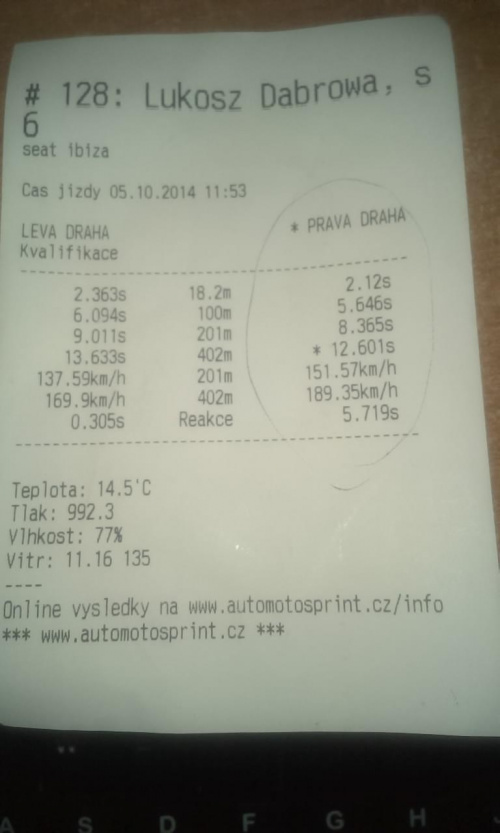 # 128: Lukosz Dabrowa, S
6
seat ibiza
Cas jizdy 05.10.2014 11:53
LEVA DRAHA * PRAVA DRAHA
Kvalifikace
2.363s 18.2m 2.12s
6.094s 100m 5.646s
9.011s 201m 8.365s
13.633s 402m * 12.601s
137.59km/h 201m 151.57km/h
169.9km/h 402m 189.35km/h
0.305s Reakce 5.719s
Teplota: 14.5'C
Tlak: 992.3
Vlhkost: 77%
Vitr: 11.16 135
----
Online vysledky na www.automotosprint.cz/info
*** www.automotosprint.cz ***
A S D F G H